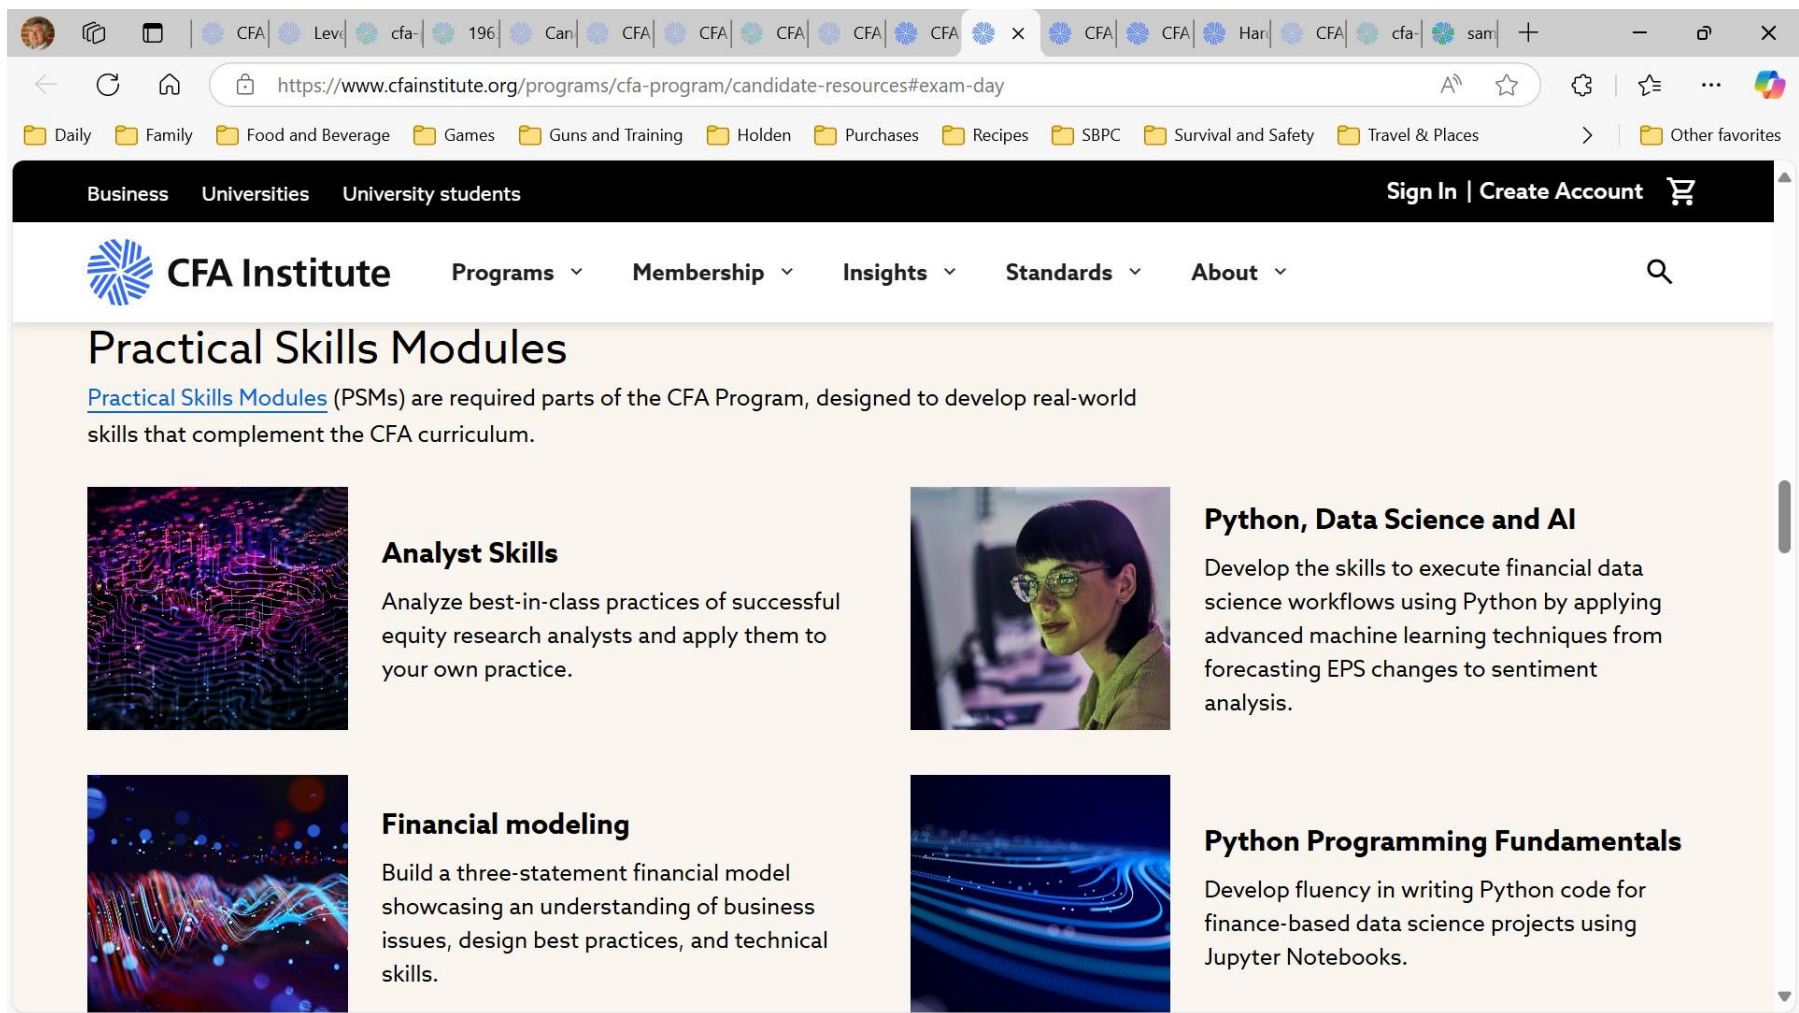 CFA
Leve
cfa-
196
Can
CFA
CFA
CFA
CFA
CFA
CFA
CFA
Hard
CFA
cfa-
sam
https://www.cfainstitute.org/programs/cfa-program/candidate-resources#exam-day
Daily
Family
Food and Beverage
Games
Guns and Training
Holden
Purchases
Recipes
SBPC
Survival and Safety
Travel & Places
Other favorites
Business
Universities
University students
Sign In | Create Account
CFA Institute
Programs
Membership
Insights
Standards
About
Practical Skills Modules
Practical Skills Modules (PSMs) are required parts of the CFA Program, designed to develop real-world
skills that complement the CFA curriculum.
Analyst Skills
Analyze best-in-class practices of successful
equity research analysts and apply them to
your own practice.
Python, Data Science and AI
Develop the skills to execute financial data
science workflows using Python by applying
advanced machine learning techniques from
forecasting EPS changes to sentiment
analysis.
Financial modeling
Build a three-statement financial model
showcasing an understanding of business
issues, design best practices, and technical
skills.
Python Programming Fundamentals
Develop fluency in writing Python code for
finance-based data science projects using
Jupyter Notebooks.